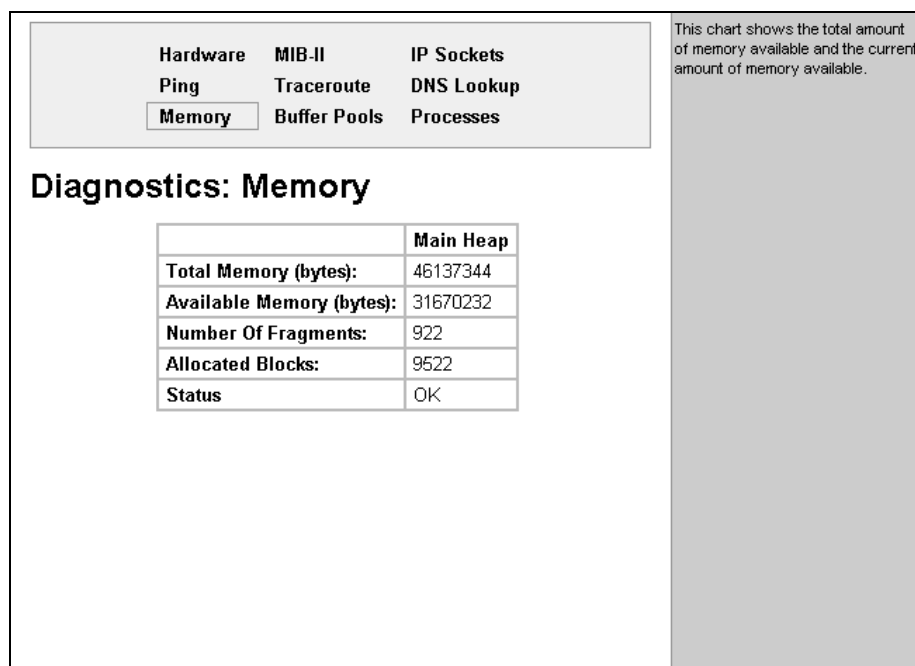 Hardware MIB-II IP Sockets
Ping Traceroute DNS Lookup
Memory Buffer Pools Processes
Diagnostics: Memory
Main Heap
Total Memory (bytes): 46137344
Available Memory (bytes): 31670232
Number Of Fragments: 922
Allocated Blocks: 9522
Status OK
This chart shows the total amount
of memory available and the current
amount of memory available.